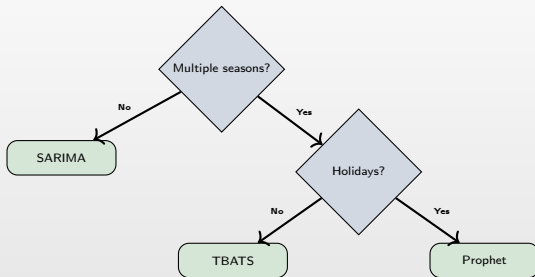 Multiple seasons?
No
Yes
SARIMA
Holidays?
No
Yes
TBATS
Prophet